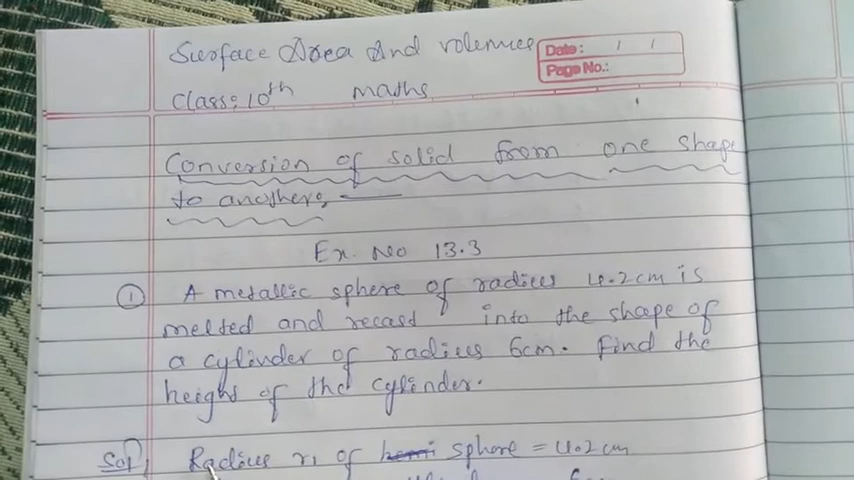 Surface Area And volumes
Date: / /
Page No.:
Class: 10th maths
Conversion of solid from one shape
to another:
Ex. No 13.3
① A metallic sphere of radius 4.2cm is
melted and recast into the shape of
a cylinder of radius 6cm. Find the
height of the cylinder.
Sol, Radius r₁ of sphere = 4.2cm